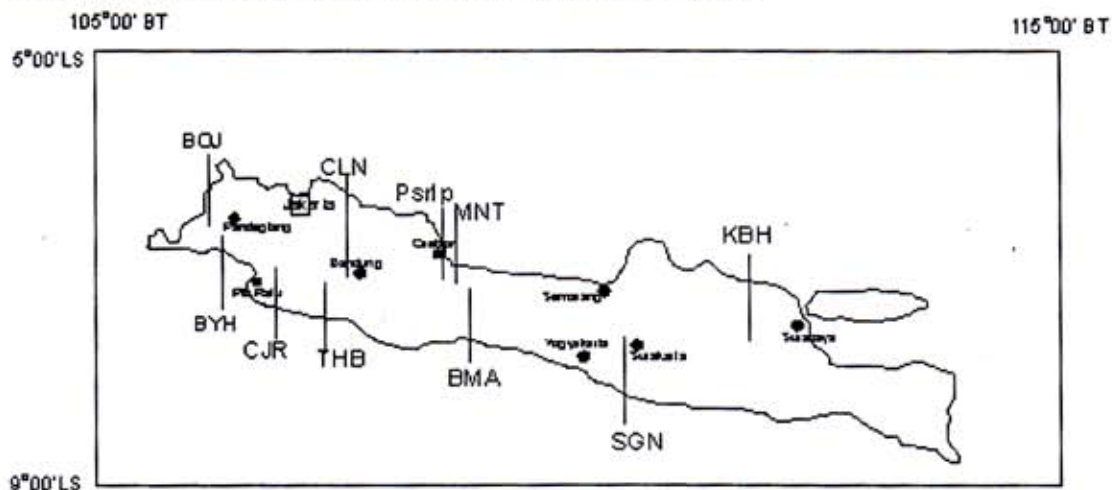 105°00' BT
115°00' BT
5°00'LS
BOJ
CLN
Psrlp
MNT
KBH
Jakarta
Pandeglang
Cirebon
Bandung
Semarang
Surabaya
BYH
CJR
THB
BMA
Yogyakarta
Surakarta
SGN
9°00'LS